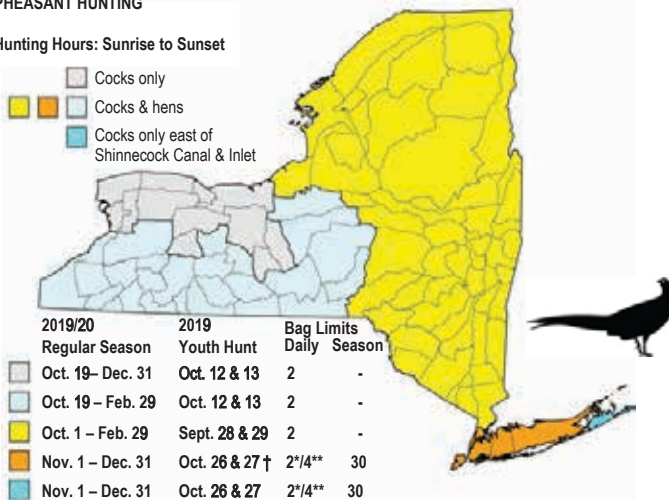 PHEASANT HUNTING
Hunting Hours: Sunrise to Sunset
Cocks only
Cocks & hens
Cocks only east of
Shinnecock Canal & Inlet
2019/20 2019 Bag Limits
Regular Season Youth Hunt Daily Season
Oct. 19– Dec. 31 Oct. 12 & 13 2 -
Oct. 19 – Feb. 29 Oct. 12 & 13 2 -
Oct. 1 – Feb. 29 Sept. 28 & 29 2 -
Nov. 1 – Dec. 31 Oct. 26 & 27 † 2*/4** 30
Nov. 1 – Dec. 31 Oct. 26 & 27 2*/4** 30